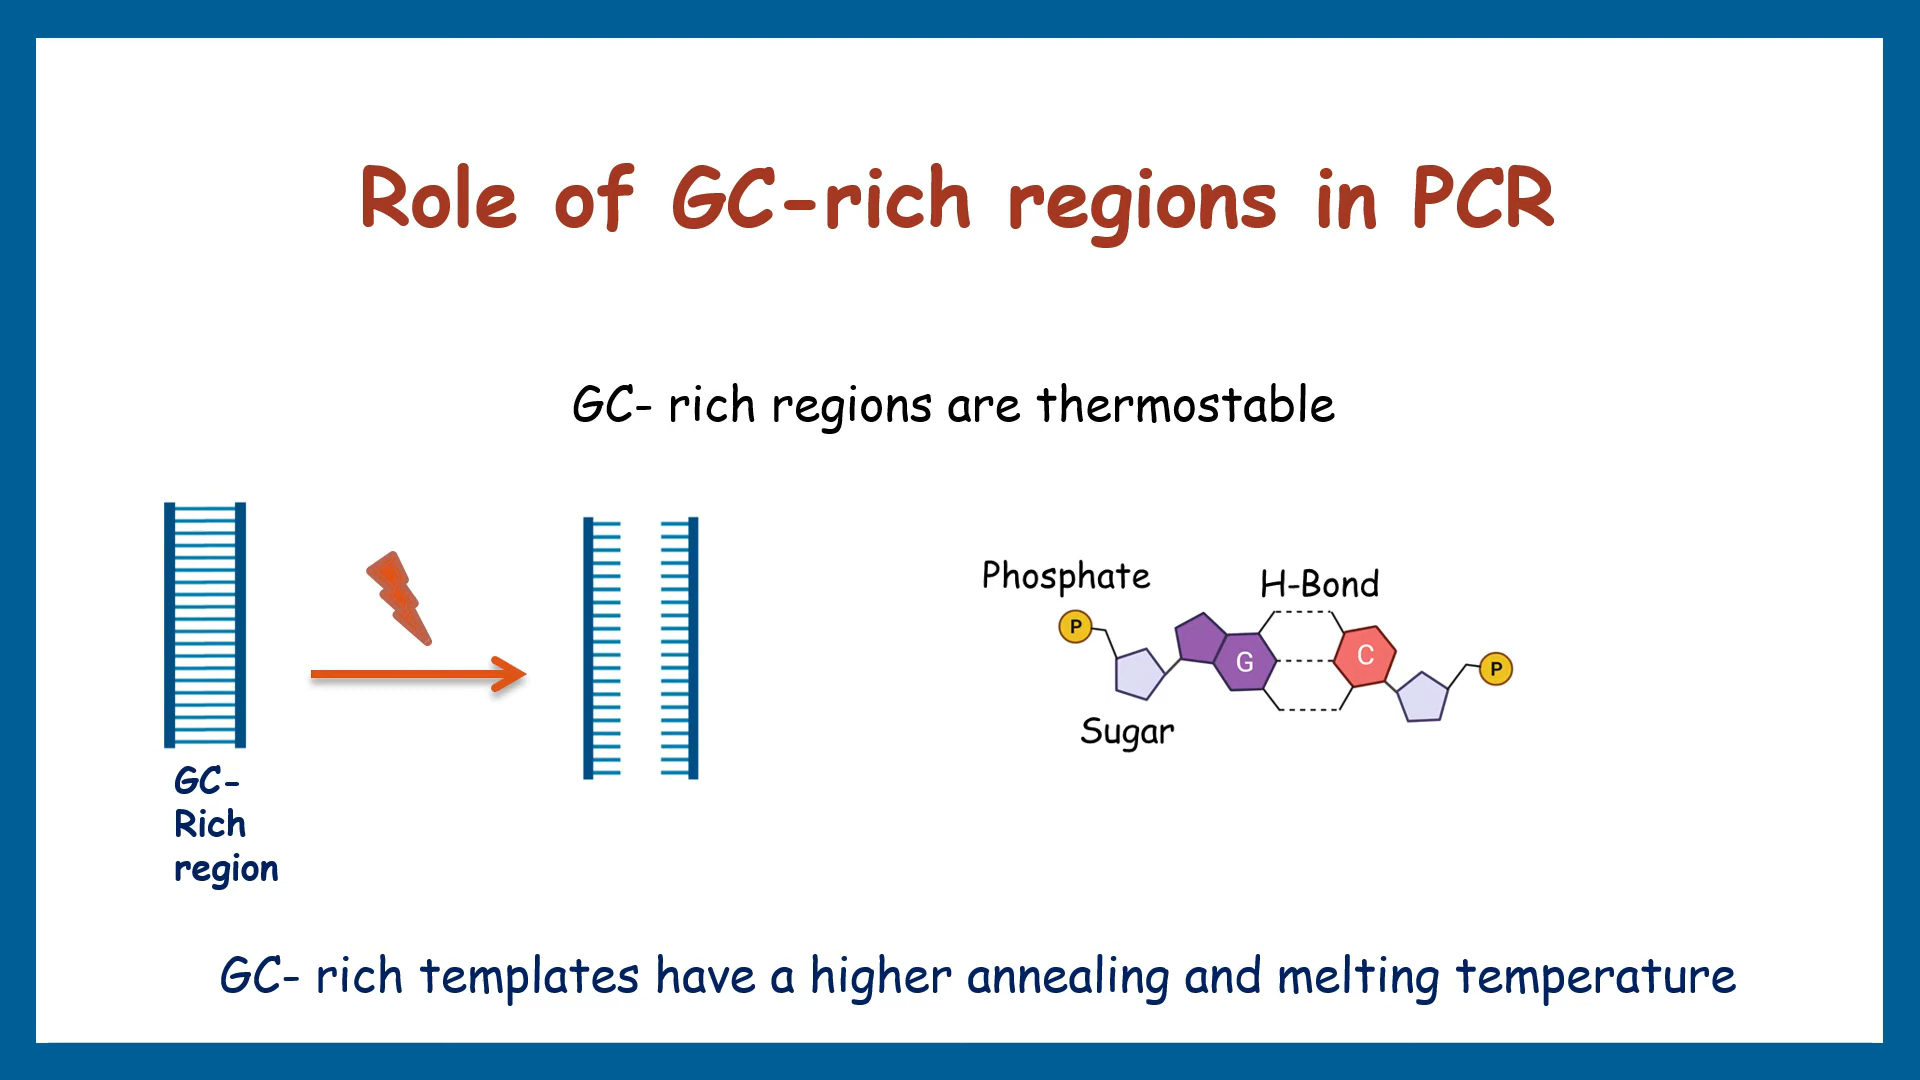 Role of GC-rich regions in PCR
GC- rich regions are thermostable
Phosphate
H-Bond
P
G
C
P
Sugar
GC-
Rich
region
GC- rich templates have a higher annealing and melting temperature